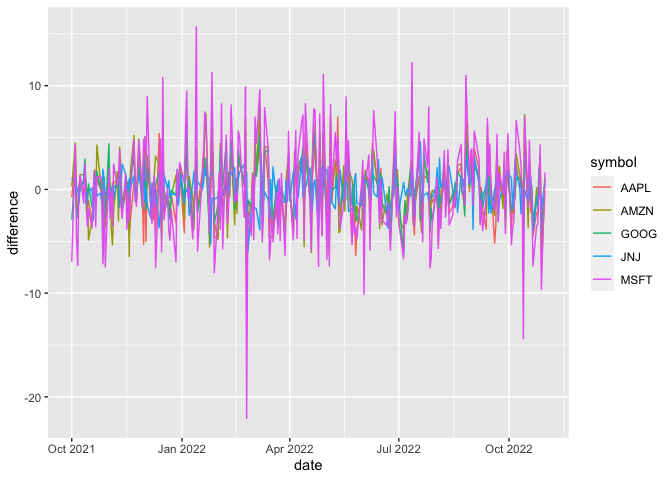 10
0
-10
-20
difference
Oct 2021
Jan 2022
Apr 2022
Jul 2022
Oct 2022
date
symbol
AAPL
AMZN
GOOG
JNJ
MSFT